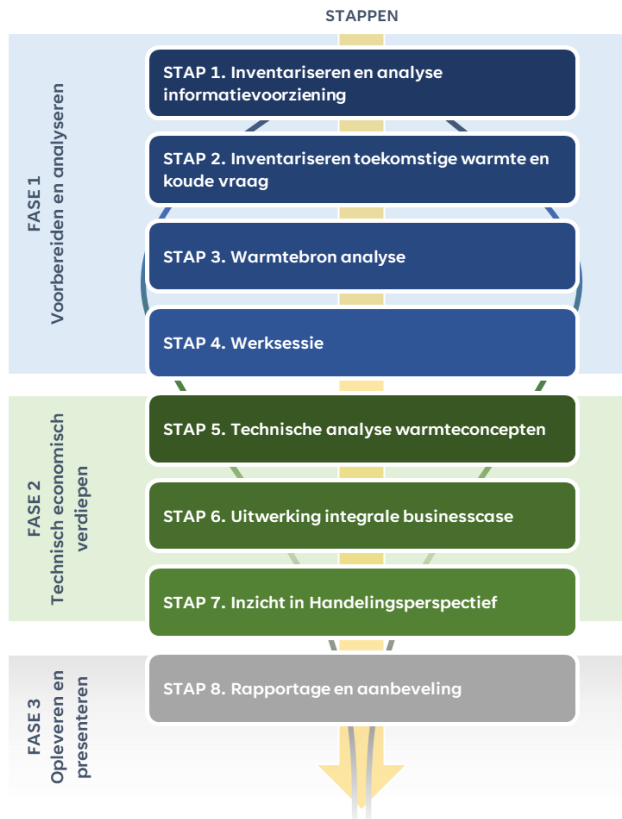 STAPPEN
FASE 1
Voorbereiden en analyseren
STAP 1. Inventariseren en analyse
informatievoorziening
STAP 2. Inventariseren toekomstige warmte en
koude vraag
STAP 3. Warmtebron analyse
STAP 4. Werksessie
FASE 2
Technisch economisch
verdiepen
STAP 5. Technische analyse warmteconcepten
STAP 6. Uitwerking integrale businesscase
STAP 7. Inzicht in Handelingsperspectief
FASE 3
Opleveren en
presenteren
STAP 8. Rapportage en aanbeveling